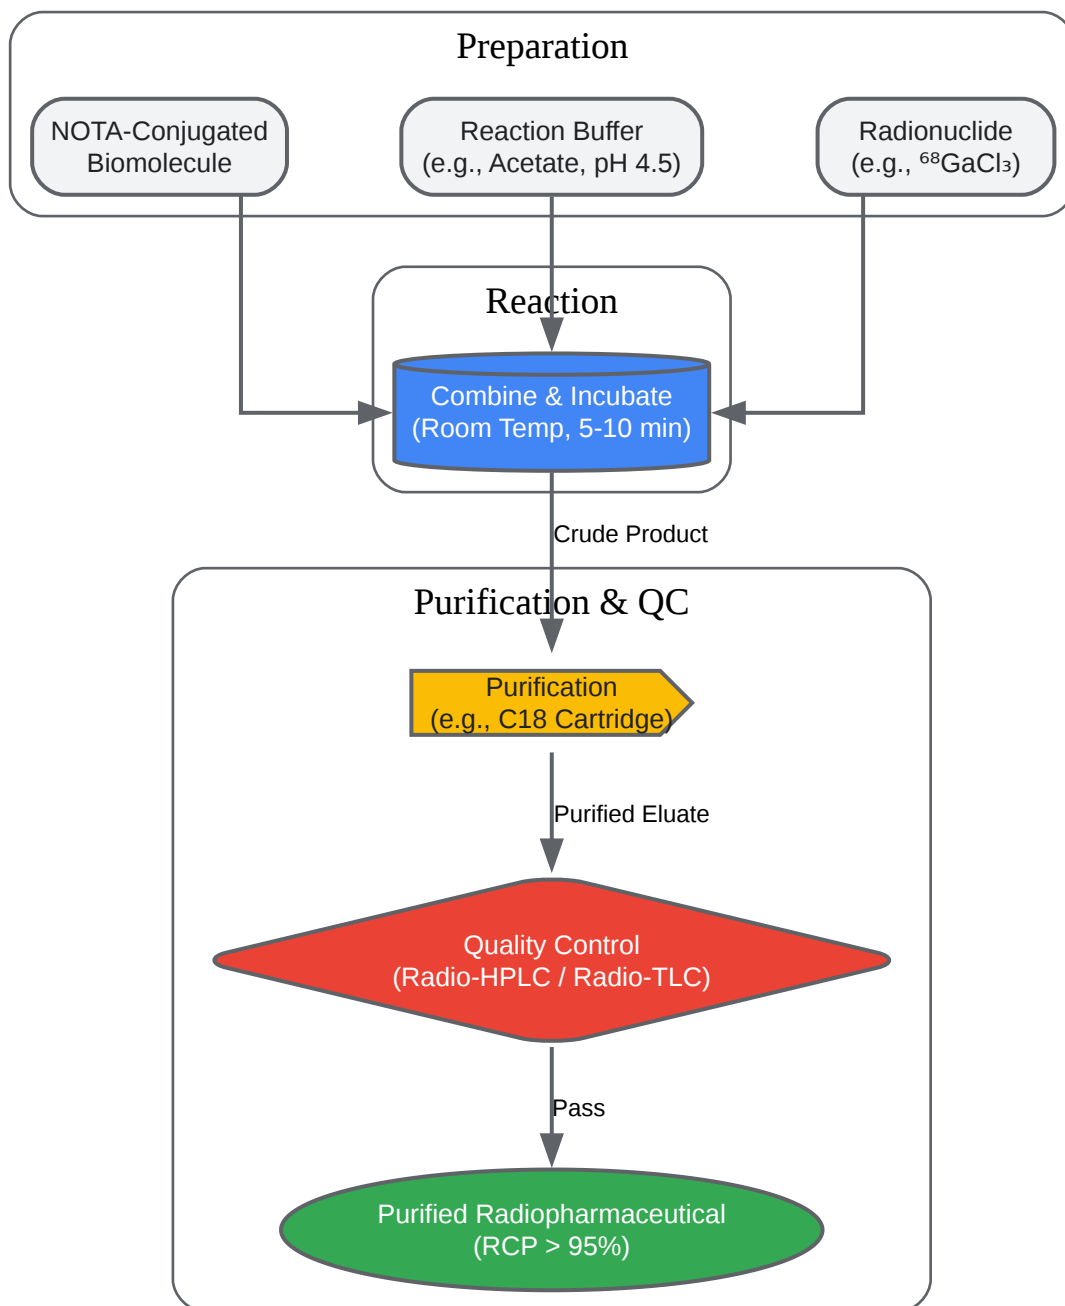 Preparation
NOTA-Conjugated
Biomolecule
Reaction Buffer
(e.g., Acetate, pH 4.5)
Radionuclide
(e.g., ⁶⁸GaCl₃)
Reaction
Combine & Incubate
(Room Temp, 5-10 min)
Crude Product
Purification & QC
Purification
(e.g., C18 Cartridge)
Purified Eluate
Quality Control
(Radio-HPLC / Radio-TLC)
Pass
Purified Radiopharmaceutical
(RCP > 95%)